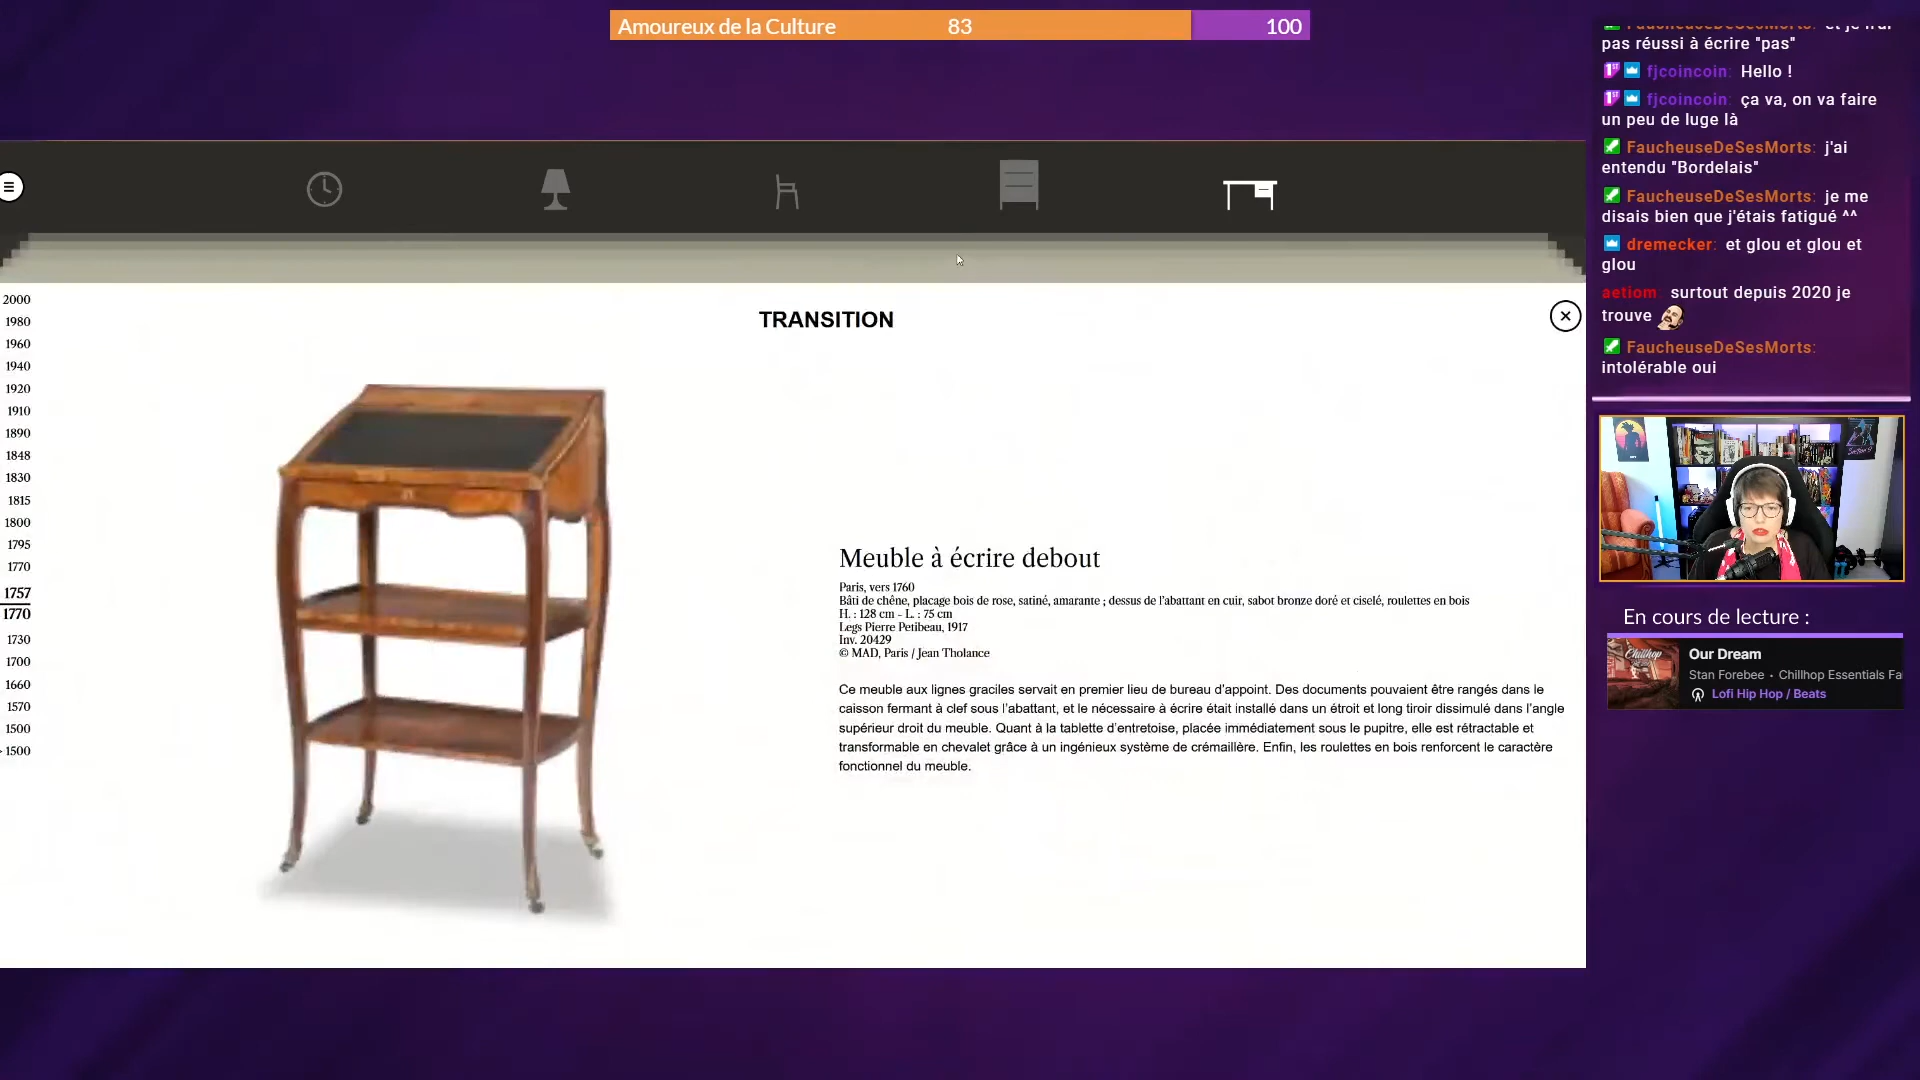 Amoureux de la Culture 83 100
TRANSITION
2000
1980
1960
1940
1920
1910
1890
1848
1830
1815
1800
1795
1770
1757
1770
1730
1700
1660
1570
1500
1500
Meuble à écrire debout
Paris, vers 1760
Bâti de chêne, placage bois de rose, satiné, amarante ; dessus de l'abattant en cuir, sabot bronze doré et ciselé, roulettes en bois
H. : 128 cm - L. : 75 cm
Legs Pierre Petibeau, 1917
Inv. 20429
© MAD, Paris / Jean Tholance
Ce meuble aux lignes graciles servait en premier lieu de bureau d'appoint. Des documents pouvaient être rangés dans le
caisson fermant à clef sous l'abattant, et le nécessaire à écrire était installé dans un étroit et long tiroir dissimulé dans l'angle
supérieur droit du meuble. Quant à la tablette d'entretoise, placée immédiatement sous le pupitre, elle est rétractable et
transformable en chevalet grâce à un ingénieux système de crémaillère. Enfin, les roulettes en bois renforcent le caractère
fonctionnel du meuble.
pas réussi à écrire "pas"
fjcoincoin: Hello !
fjcoincoin: ça va, on va faire
un peu de luge là
FaucheuseDeSesMorts: j'ai
entendu "Bordelais"
FaucheuseDeSesMorts: je me
disais bien que j'étais fatigué ^^
dremecker: et glou et glou et
glou
aetiom: surtout depuis 2020 je
trouve
FaucheuseDeSesMorts:
intolérable oui
En cours de lecture :
Chillhop
Our Dream
Stan Forebee • Chillhop Essentials Fa
Lofi Hip Hop / Beats